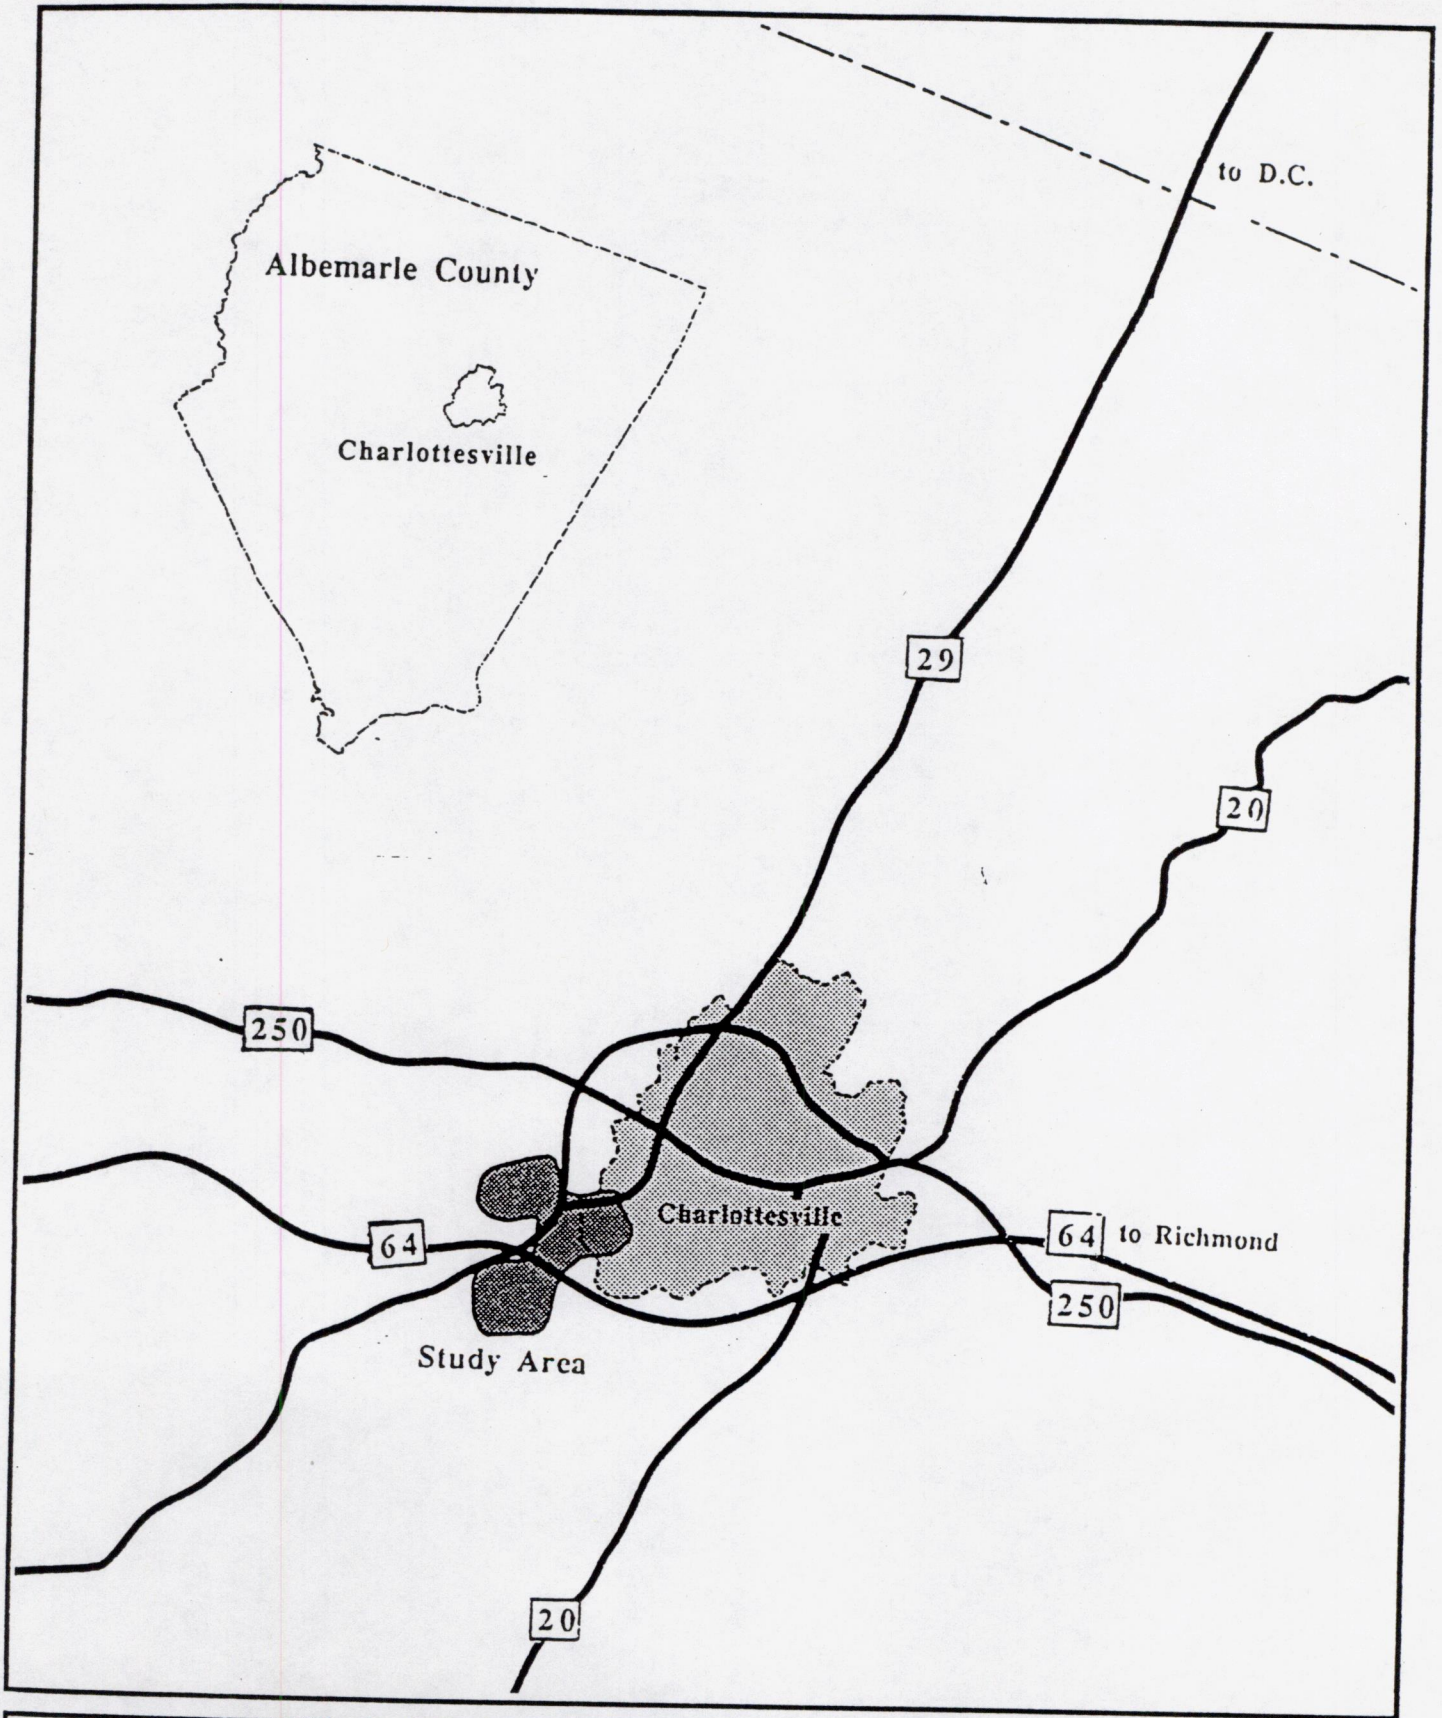 to D.C.
Albemarle County
Charlottesville
29
20
250
Charlottesville
64
64 to Richmond
250
Study Area
20